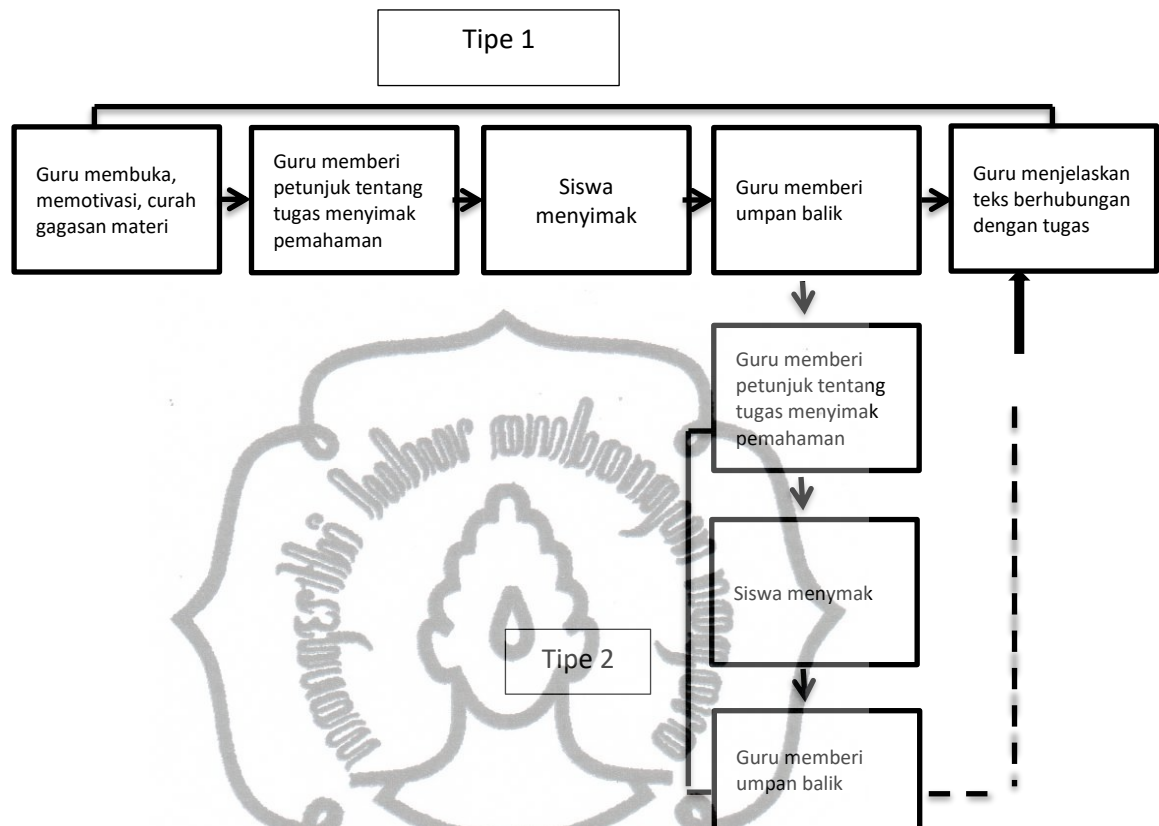 Tipe 1
Guru membuka,
memotivasi, curah
gagasan materi
Guru memberi
petunjuk tentang
tugas menyimak
pemahaman
Siswa
menyimak
Guru memberi
umpan balik
Guru menjelaskan
teks berhubungan
dengan tugas
Guru memberi
petunjuk tentang
tugas menyimak
pemahaman
Siswa menymak
Tipe 2
Guru memberi
umpan balik